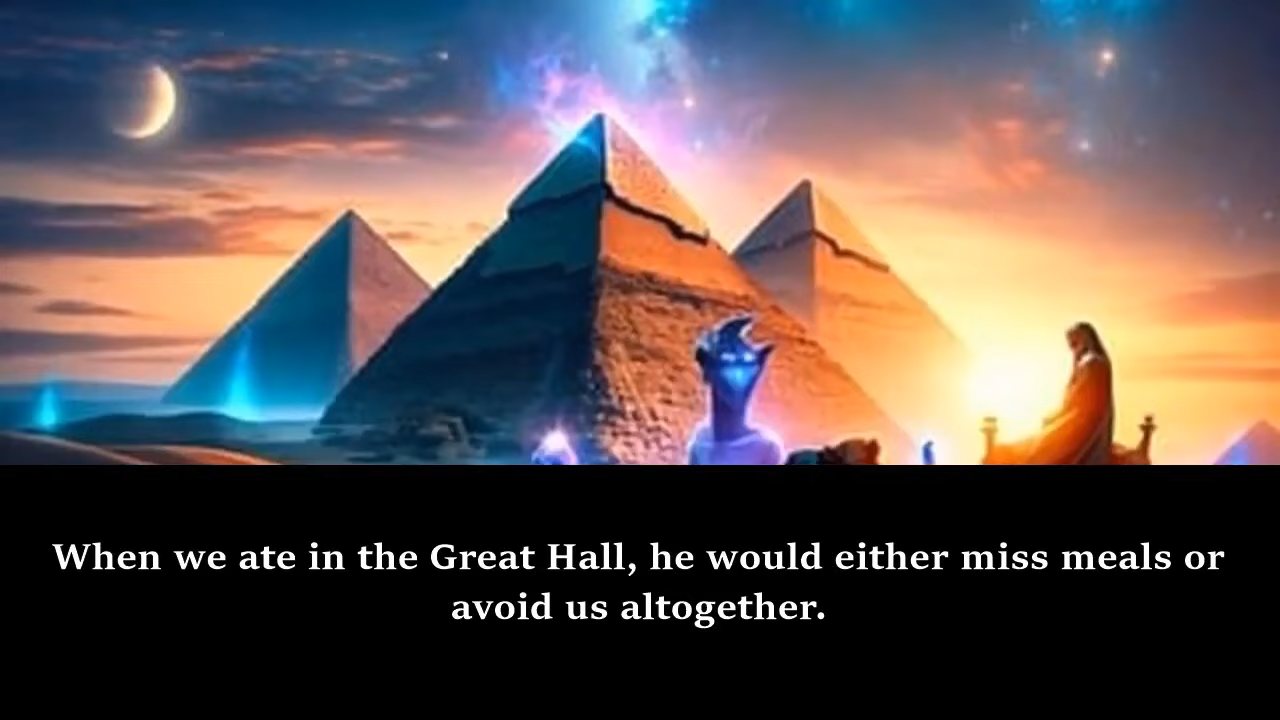 When we ate in the Great Hall, he would either miss meals or
avoid us altogether.